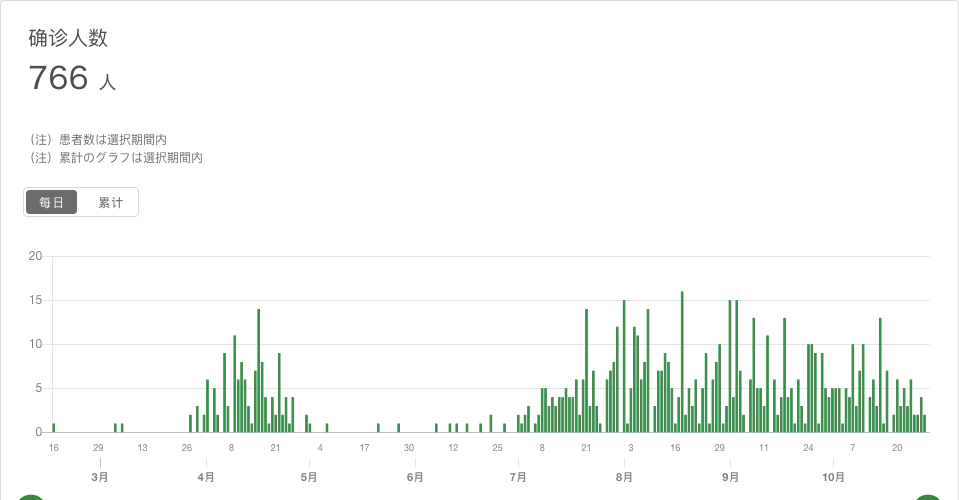 确诊人数
766 人
（注）患者数は選択期間内
（注）累計のグラフは選択期間内
每日 累计
20
15
10
5
0
16 29 13 26 8 21 4 17 30 12 25 8 21 3 16 29 11 24 7 20
3月 4月 5月 6月 7月 8月 9月 10月